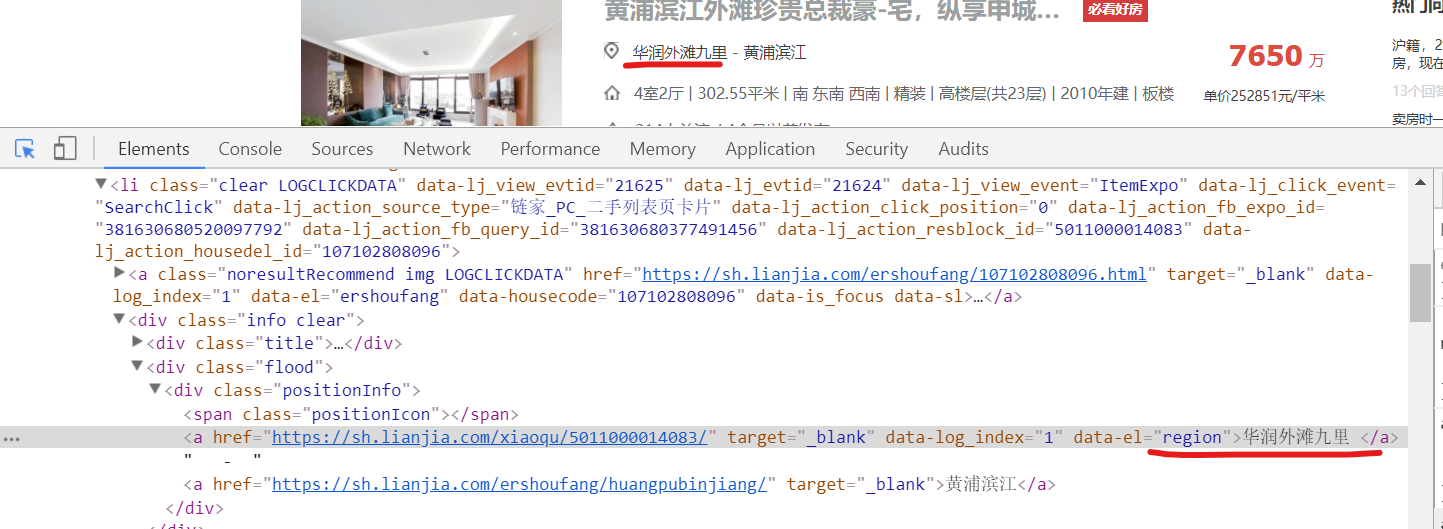 黄浦滨江外滩珍贵总裁豪-宅，纵享申城... 必看好房
华润外滩九里 - 黄浦滨江
7650 万
4室2厅 | 302.55平米 | 南 东南 西南 | 精装 | 高楼层(共23层) | 2010年建 | 板楼
单价252851元/平米
沪籍，2
房，现在
13个回答
卖房时一
Elements Console Sources Network Performance Memory Application Security Audits
▼<li class="clear LOGCLICKDATA" data-lj_view_evtid="21625" data-lj_evtid="21624" data-lj_view_event="ItemExpo" data-lj_click_event=
"SearchClick" data-lj_action_source_type="链家_PC_二手列表页卡片" data-lj_action_click_position="0" data-lj_action_fb_expo_id=
"381630680520097792" data-lj_action_fb_query_id="381630680377491456" data-lj_action_resblock_id="5011000014083" data-
lj_action_housedel_id="107102808096">
▶<a class="noresultRecommend img LOGCLICKDATA" href="https://sh.lianjia.com/ershoufang/107102808096.html" target="_blank" data-
log_index="1" data-el="ershoufang" data-housecode="107102808096" data-is_focus data-sl>…</a>
▼<div class="info clear">
▶<div class="title">…</div>
▼<div class="flood">
▼<div class="positionInfo">
<span class="positionIcon"></span>
<a href="https://sh.lianjia.com/xiaoqu/5011000014083/" target="_blank" data-log_index="1" data-el="region">华润外滩九里 </a>
"   -   "
<a href="https://sh.lianjia.com/ershoufang/huangpubinjiang/" target="_blank">黄浦滨江</a>
</div>